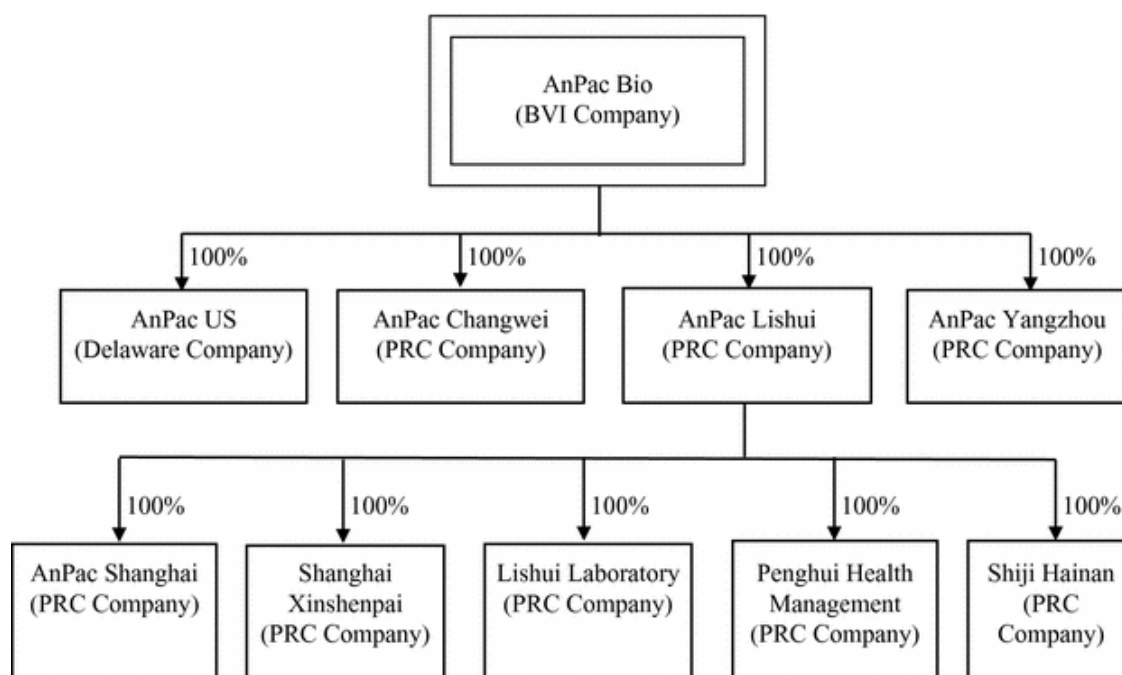 AnPac Bio
(BVI Company)
100%
100%
100%
100%
AnPac US
(Delaware Company)
AnPac Changwei
(PRC Company)
AnPac Lishui
(PRC Company)
AnPac Yangzhou
(PRC Company)
100%
100%
100%
100%
100%
AnPac Shanghai
(PRC Company)
Shanghai
Xinshenpai
(PRC Company)
Lishui Laboratory
(PRC Company)
Penghui Health
Management
(PRC Company)
Shiji Hainan
(PRC
Company)